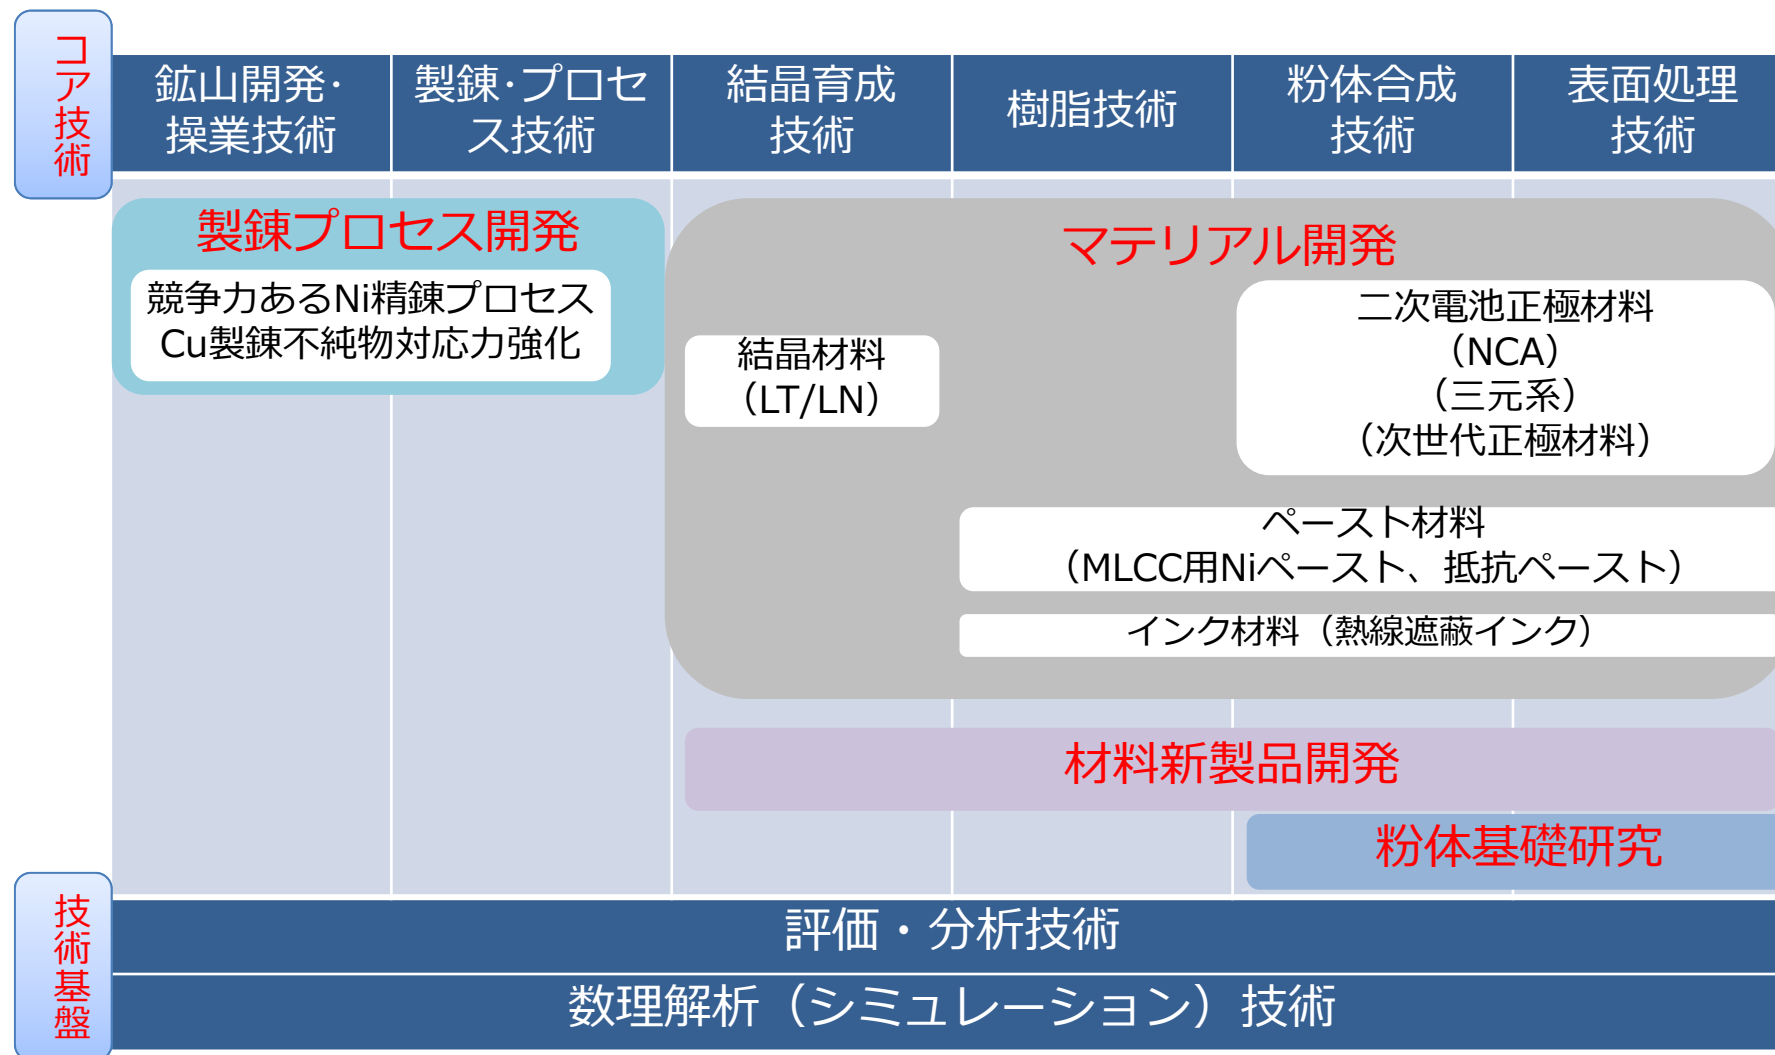 コア技術
鉱山開発・
操業技術
製錬・プロセ
ス技術
結晶育成
技術
樹脂技術
粉体合成
技術
表面処理
技術
製錬プロセス開発
競争力あるNi精錬プロセス
Cu製錬不純物対応力強化
マテリアル開発
結晶材料
（LT/LN）
二次電池正極材料
（NCA）
（三元系）
（次世代正極材料）
ペースト材料
（MLCC用Niペースト、抵抗ペースト）
インク材料（熱線遮蔽インク）
材料新製品開発
粉体基礎研究
技術基盤
評価・分析技術
数理解析（シミュレーション）技術